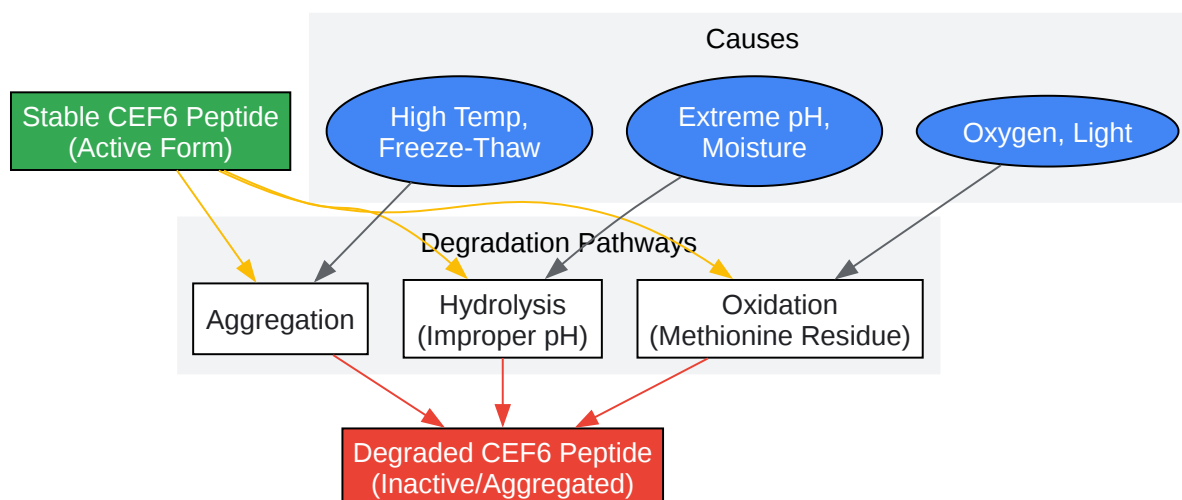 Causes
Stable CEF6 Peptide
(Active Form)
High Temp,
Freeze-Thaw
Extreme pH,
Moisture
Oxygen, Light
Degradation Pathways
Aggregation
Hydrolysis
(Improper pH)
Oxidation
(Methionine Residue)
Degraded CEF6 Peptide
(Inactive/Aggregated)